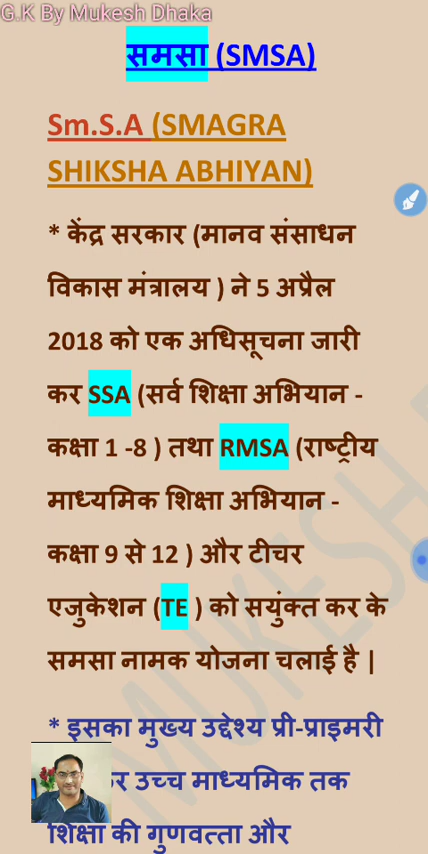 G.K By Mukesh Dhaka
समसा (SMSA)
Sm.S.A (SMAGRA
SHIKSHA ABHIYAN)
* केंद्र सरकार (मानव संसाधन
विकास मंत्रालय ) ने 5 अप्रैल
2018 को एक अधिसूचना जारी
कर SSA (सर्व शिक्षा अभियान -
कक्षा 1 -8 ) तथा RMSA (राष्ट्रीय
माध्यमिक शिक्षा अभियान -
कक्षा 9 से 12 ) और टीचर
एजुकेशन (TE ) को सयुंक्त कर के
समसा नामक योजना चलाई है |
* इसका मुख्य उद्देश्य प्री-प्राइमरी
उच्च माध्यमिक तक
शिक्षा की गुणवत्ता और
MUKESH